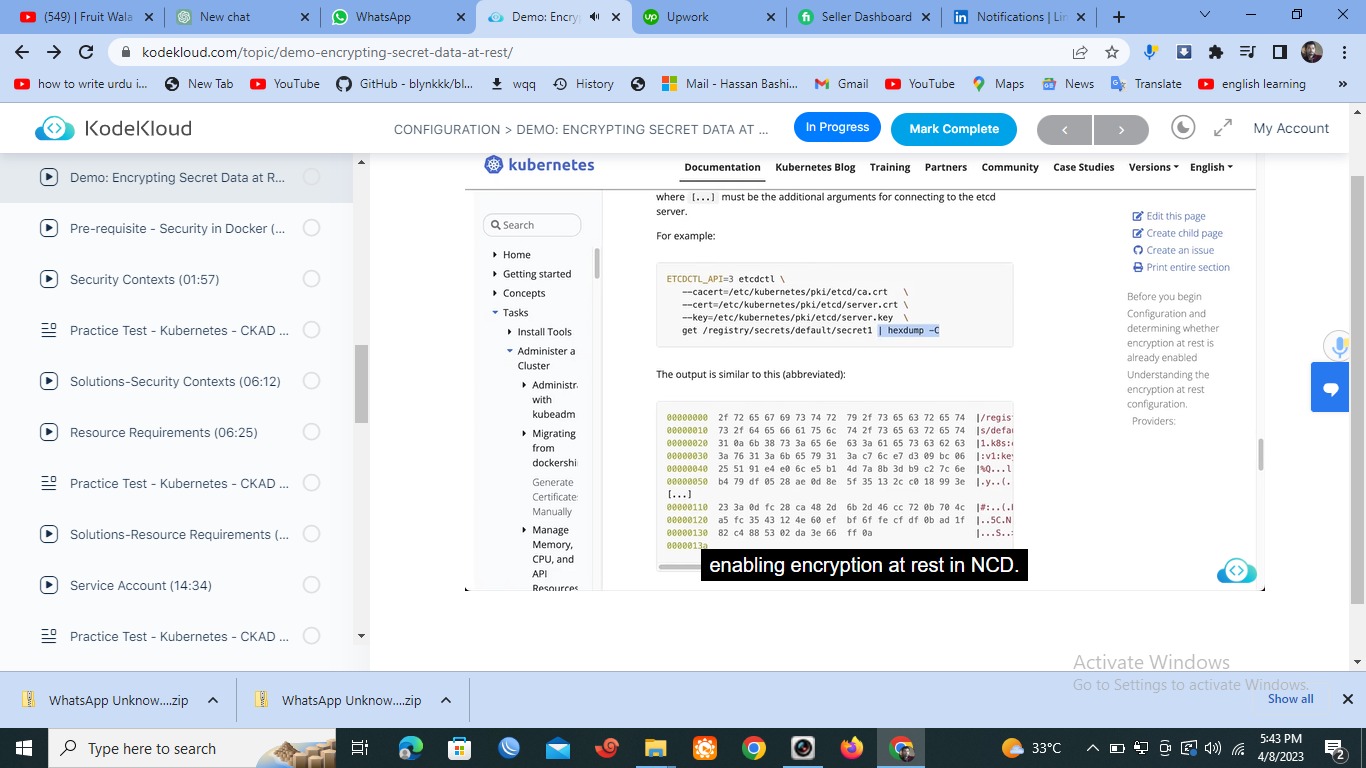 (549) | Fruit Wala
New chat
WhatsApp
Demo: Encry
Upwork
Seller Dashboard
Notifications | Lin
kodekloud.com/topic/demo-encrypting-secret-data-at-rest/
how to write urdu i...
New Tab
YouTube
GitHub - blynkkk/bl...
wqq
History
Mail - Hassan Bashi...
Gmail
YouTube
Maps
News
Translate
english learning
»
KodeKloud
CONFIGURATION > DEMO: ENCRYPTING SECRET DATA AT ...
In Progress
Mark Complete
My Account
Demo: Encrypting Secret Data at R...
Pre-requisite - Security in Docker (...
Security Contexts (01:57)
Practice Test - Kubernetes - CKAD ...
Solutions-Security Contexts (06:12)
Resource Requirements (06:25)
Practice Test - Kubernetes - CKAD ...
Solutions-Resource Requirements (...
Service Account (14:34)
Practice Test - Kubernetes - CKAD ...
kubernetes
Documentation
Kubernetes Blog
Training
Partners
Community
Case Studies
Versions
English
Search
Home
Getting started
Concepts
Tasks
Install Tools
Administer a
Cluster
Administr
with
kubeadm
Migrating
from
dockershi
Generate
Certificate
Manually
Manage
Memory,
CPU, and
API
Resources
where [...] must be the additional arguments for connecting to the etcd
server.
For example:
ETCDCTL_API=3 etcdctl \
--cacert=/etc/kubernetes/pki/etcd/ca.crt \
--cert=/etc/kubernetes/pki/etcd/server.crt \
--key=/etc/kubernetes/pki/etcd/server.key \
get /registry/secrets/default/secret1 | hexdump -C
The output is similar to this (abbreviated):
00000000 2f 72 65 67 69 73 74 72 79 2f 73 65 63 72 65 74 |/regis
00000010 73 2f 64 65 66 61 75 6c 74 2f 73 65 63 72 65 74 |s/defau
00000020 31 0a 6b 38 73 3a 65 6e 63 3a 61 65 73 63 62 63 |1.k8s:e
00000030 3a 76 31 3a 6b 65 79 31 3a c7 6c e7 d3 09 bc 06 |:v1:key
00000040 25 51 91 e4 e0 6c e5 b1 4d 7a 8b 3d b9 c2 7c 6e |%Q...l
00000050 b4 79 df 05 28 ae 0d 8e 5f 35 13 2c c0 18 99 3e |.y..(.
[...]
00000110 23 3a 0d fc 28 ca 48 2d 6b 2d 46 cc 72 0b 70 4c |#:..(.
00000120 a5 fc 35 43 12 4e 60 ef bf 6f fe cf df 0b ad 1f |..5C.N
00000130 82 c4 88 53 02 da 3e 66 ff 0a |...S..
0000013a
enabling encryption at rest in NCD.
Edit this page
Create child page
Create an issue
Print entire section
Before you begin
Configuration and
determining whether
encryption at rest is
already enabled
Understanding the
encryption at rest
configuration.
Providers:
Activate Windows
Go to Settings to activate Windows.
WhatsApp Unknow....zip
WhatsApp Unknow....zip
Show all
Type here to search
33°C
5:43 PM
4/8/2023
2